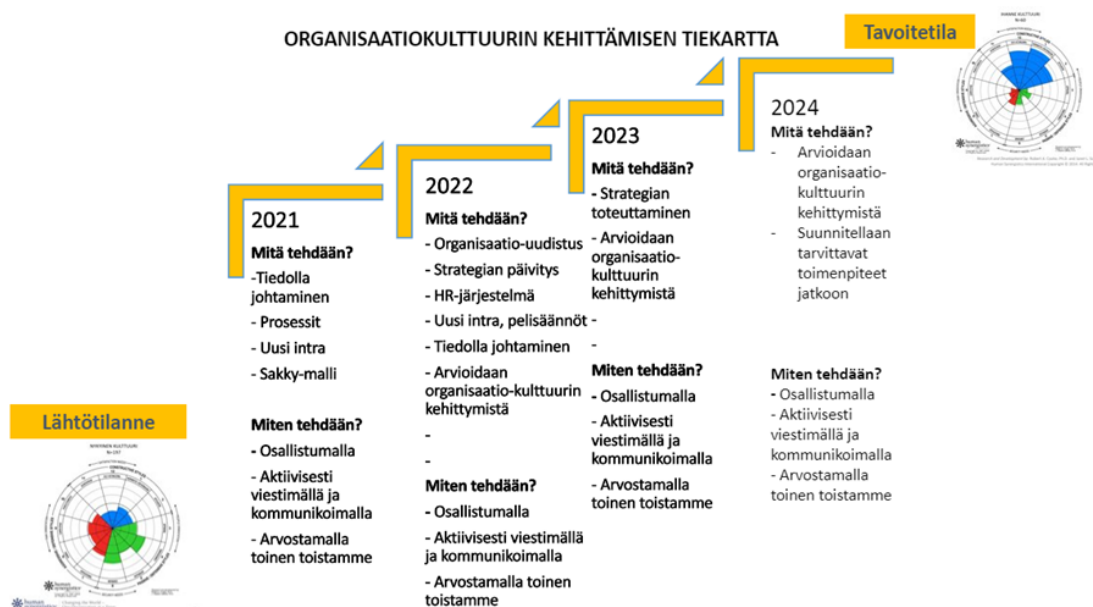 ORGANISAATIOKULTTUURIN KEHITTÄMISEN TIEKARTTA
Tavoitetila
2021
Mitä tehdään?
-Tiedolla
johtaminen
- Prosessit
- Uusi intra
- Sakky-malli
Miten tehdään?
- Osallistumalla
- Aktiivisesti
viestimällä ja
kommunikoimalla
- Arvostamalla
toinen toistamme
2022
Mitä tehdään?
- Organisaatio-uudistus
- Strategian päivitys
- HR-järjestelmä
- Uusi intra, pelisäännöt
- Tiedolla johtaminen
- Arvioidaan
organisaatio-kulttuurin
kehittymistä
-
-
Miten tehdään?
- Osallistumalla
- Aktiivisesti viestimällä
ja kommunikoimalla
- Arvostamalla toinen
toistamme
2023
Mitä tehdään?
- Strategian
toteuttaminen
- Arvioidaan
organisaatio-
kulttuurin
kehittymistä
-
-
Miten tehdään?
- Osallistumalla
- Aktiivisesti
viestimällä ja
kommunikoimalla
- Arvostamalla
toinen toistamme
2024
Mitä tehdään?
- Arvioidaan
organisaatio-
kulttuurin
kehittymistä
- Suunnitellaan
tarvittavat
toimenpiteet
jatkoon
Miten tehdään?
- Osallistumalla
- Aktiivisesti
viestimällä ja
kommunikoimalla
- Arvostamalla
toinen toistamme
Lähtötilanne
human
synergistics